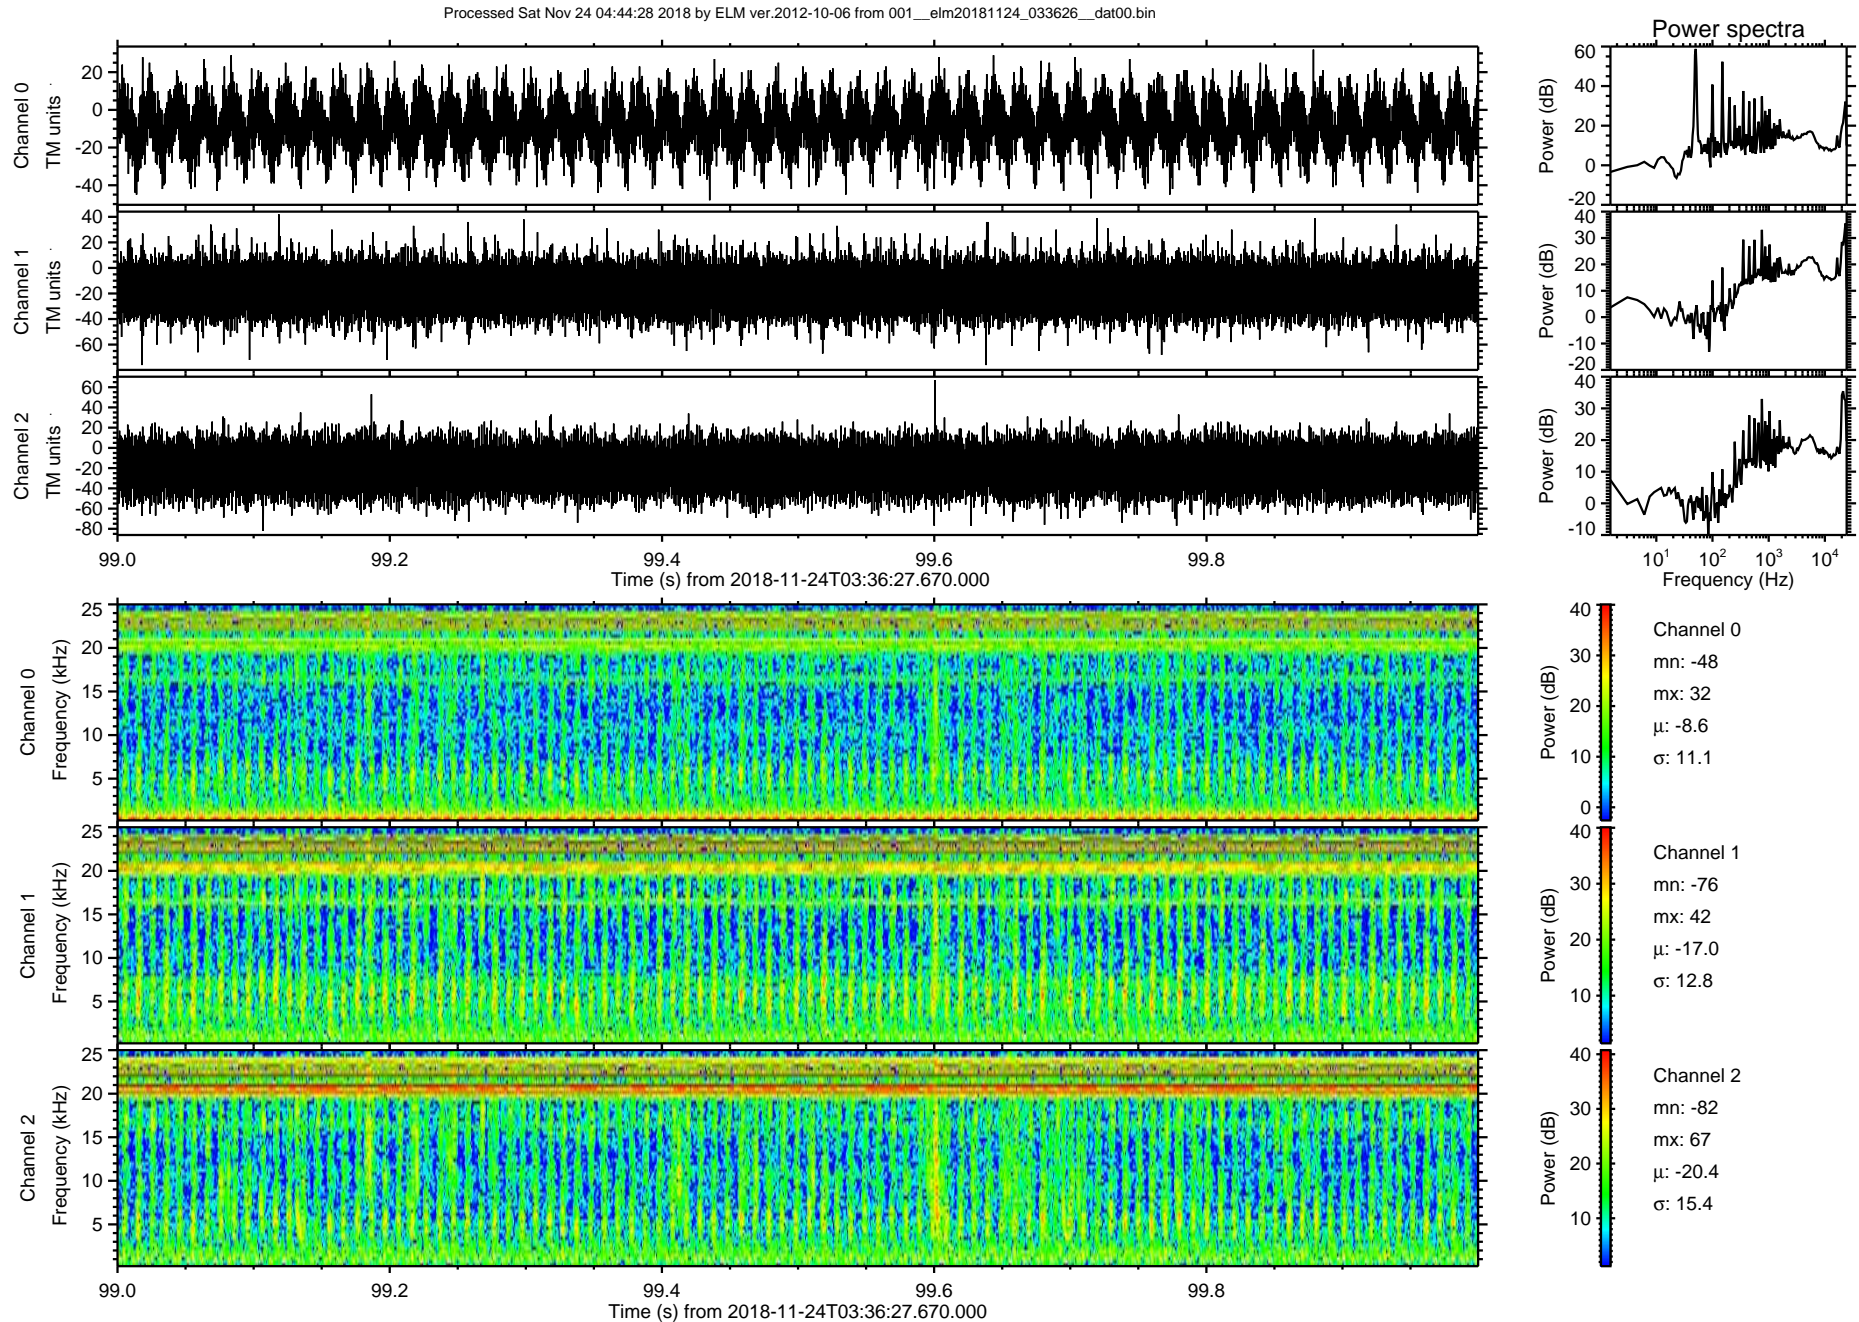 Processed Sat Nov 24 04:44:28 2018 by ELM ver.2012-10-06 from 001__elm20181124_033626__dat00.bin
Power spectra
Channel 0
TM units
20
0
-20
-40
Power (dB)
60
40
20
0
-20
Channel 1
TM units
40
20
0
-20
-40
-60
Power (dB)
40
30
20
10
0
-10
-20
Channel 2
TM units
60
40
20
0
-20
-40
-60
-80
Power (dB)
40
30
20
10
0
-10
99.0 99.2 99.4 99.6 99.8
Time (s) from 2018-11-24T03:36:27.670.000
10^1 10^2 10^3 10^4
Frequency (Hz)
Channel 0
Frequency (kHz)
25
20
15
10
5
Power (dB)
40
30
20
10
0
Channel 0
mn: -48
mx: 32
μ: -8.6
σ: 11.1
Channel 1
Frequency (kHz)
25
20
15
10
5
Power (dB)
40
30
20
10
Channel 1
mn: -76
mx: 42
μ: -17.0
σ: 12.8
Channel 2
Frequency (kHz)
25
20
15
10
5
Power (dB)
40
30
20
10
Channel 2
mn: -82
mx: 67
μ: -20.4
σ: 15.4
99.0 99.2 99.4 99.6 99.8
Time (s) from 2018-11-24T03:36:27.670.000